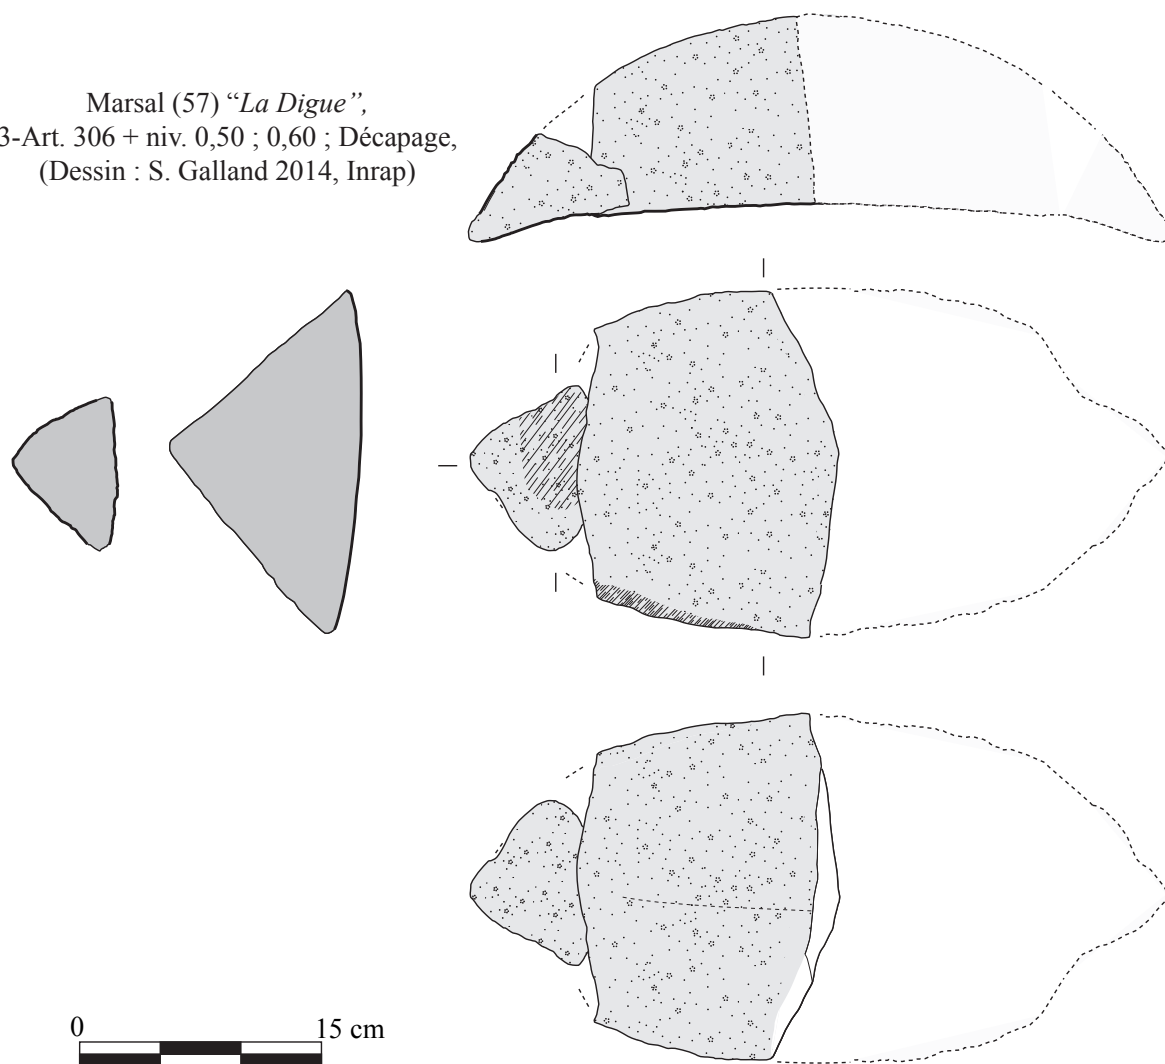 Marsal (57) “La Digue”,
3-Art. 306 + niv. 0,50 ; 0,60 ; Décapage,
(Dessin : S. Galland 2014, Inrap)
0 15 cm